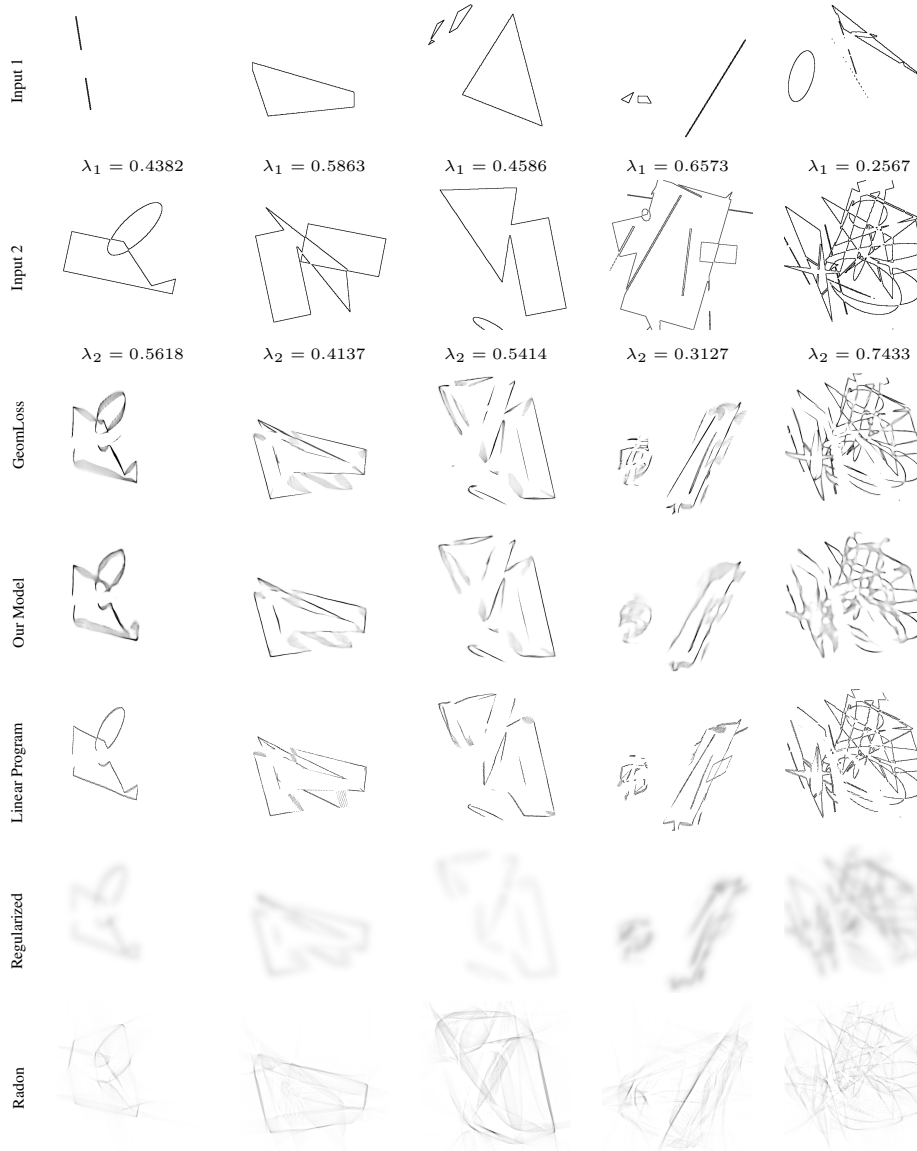 Input 1
λ₁ = 0.4382
λ₁ = 0.5863
λ₁ = 0.4586
λ₁ = 0.6573
λ₁ = 0.2567
Input 2
λ₂ = 0.5618
λ₂ = 0.4137
λ₂ = 0.5414
λ₂ = 0.3127
λ₂ = 0.7433
GeomLoss
Our Model
Linear Program
Regularized
Radon